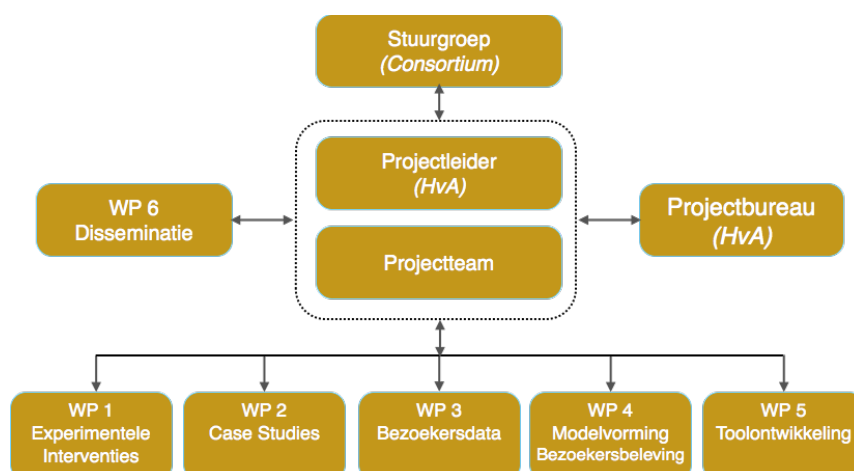 Stuurgroep
(Consortium)
Projectleider
(HvA)
WP 6
Disseminatie
Projectbureau
(HvA)
Projectteam
WP 1
Experimentele
Interventies
WP 2
Case Studies
WP 3
Bezoekersdata
WP 4
Modelvorming
Bezoekersbeleving
WP 5
Toolontwikkeling